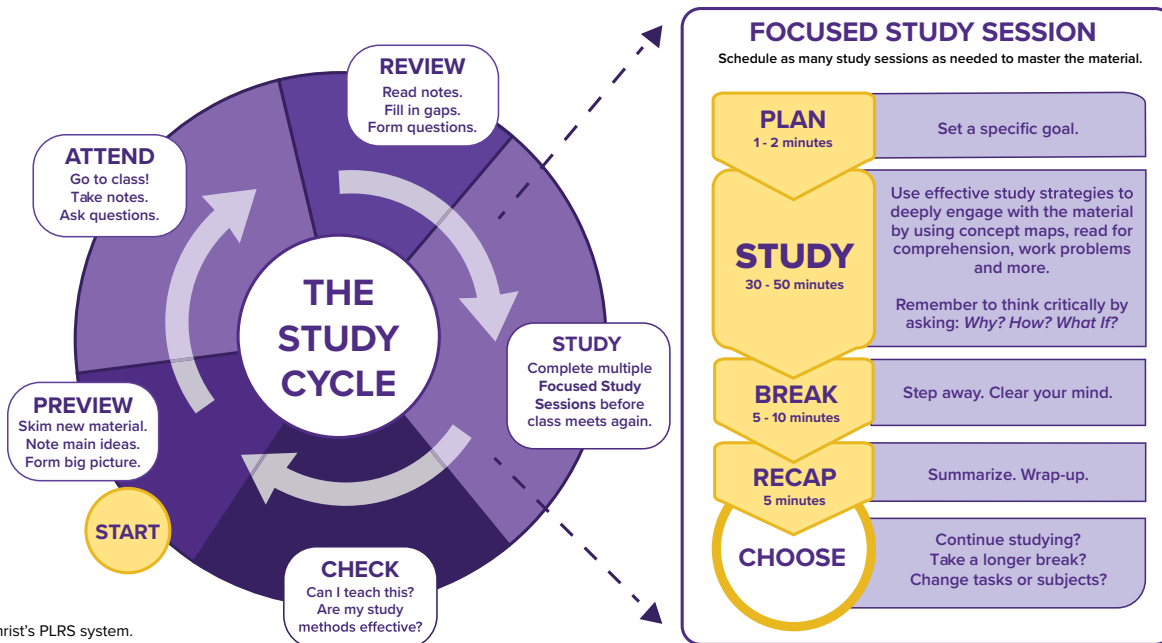 THE
STUDY
CYCLE
START
PREVIEW
Skim new material.
Note main ideas.
Form big picture.
ATTEND
Go to class!
Take notes.
Ask questions.
REVIEW
Read notes.
Fill in gaps.
Form questions.
STUDY
Complete multiple
Focused Study
Sessions before
class meets again.
CHECK
Can I teach this?
Are my study
methods effective?
FOCUSED STUDY SESSION
Schedule as many study sessions as needed to master the material.
PLAN
1 - 2 minutes
Set a specific goal.
STUDY
30 - 50 minutes
Use effective study strategies to
deeply engage with the material
by using concept maps, read for
comprehension, work problems
and more.
Remember to think critically by
asking: Why? How? What If?
BREAK
5 - 10 minutes
Step away. Clear your mind.
RECAP
5 minutes
Summarize. Wrap-up.
CHOOSE
Continue studying?
Take a longer break?
Change tasks or subjects?
PLRS system.